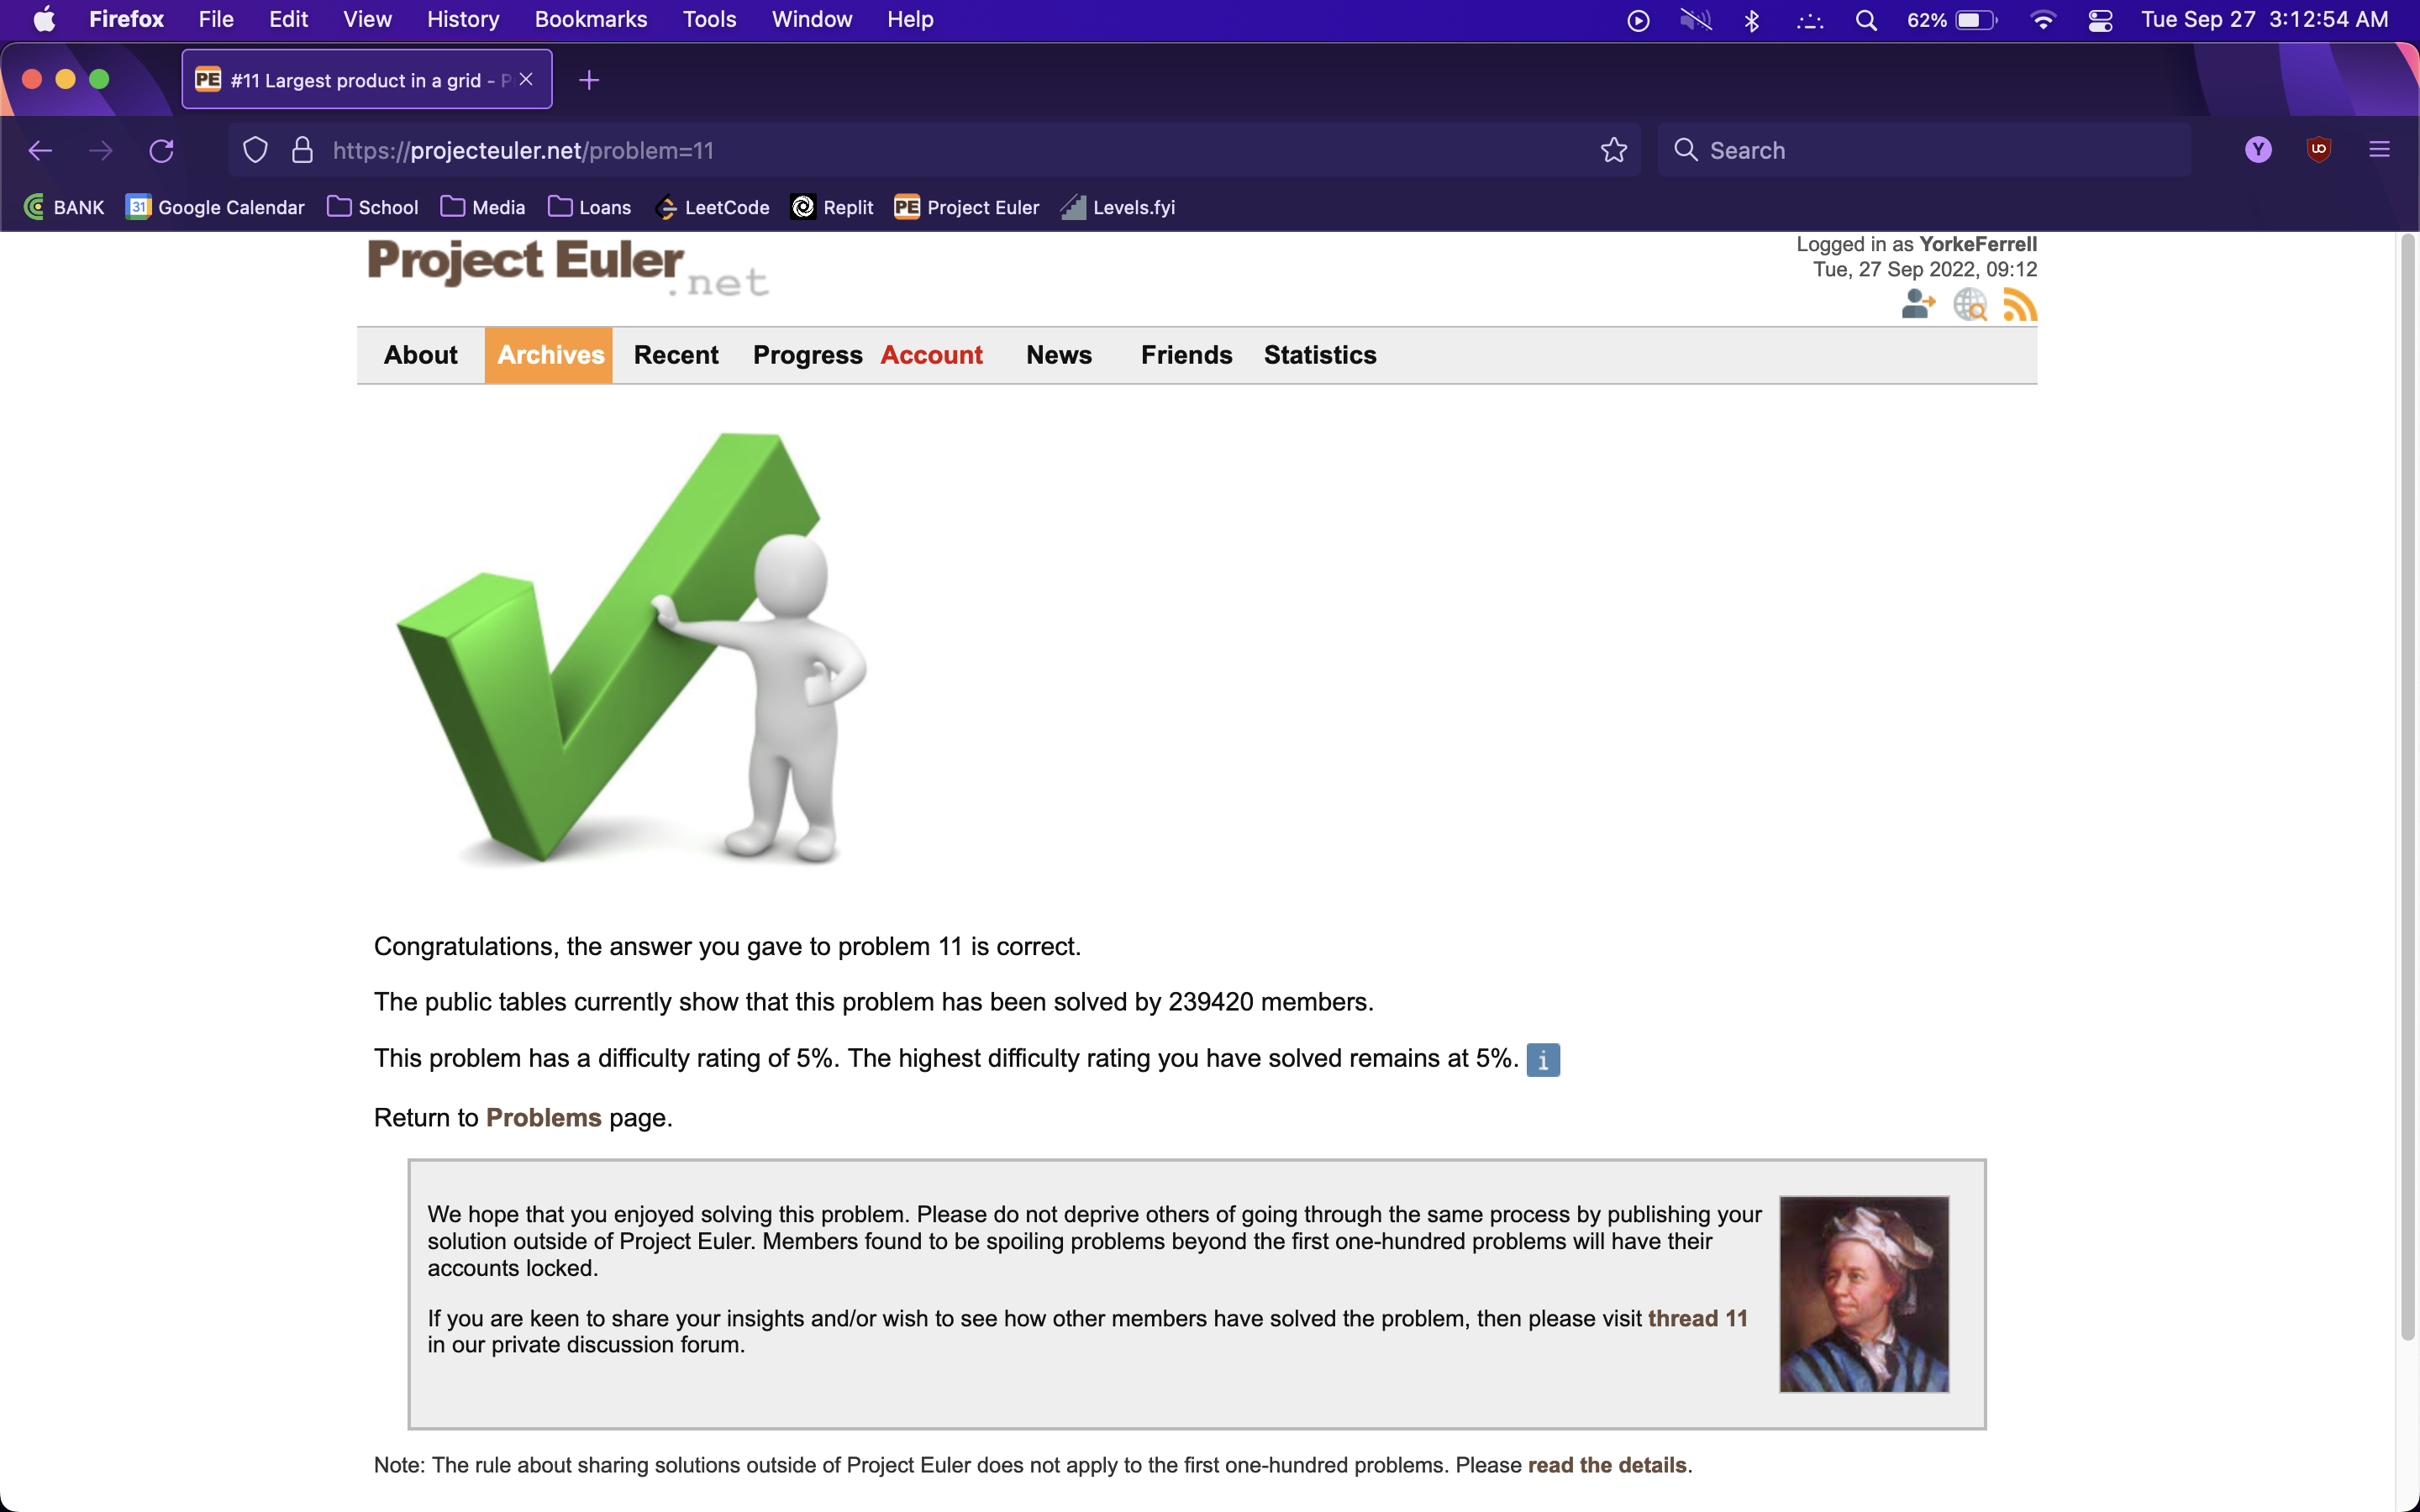 Firefox File Edit View History Bookmarks Tools Window Help 62% Tue Sep 27 3:12:54 AM
PE #11 Largest product in a grid - P
https://projecteuler.net/problem=11 Search Y uo
BANK 31 Google Calendar School Media Loans LeetCode Replit PE Project Euler Levels.fyi
Project Euler.net
Logged in as YorkeFerrell
Tue, 27 Sep 2022, 09:12
About Archives Recent Progress Account News Friends Statistics
Congratulations, the answer you gave to problem 11 is correct.
The public tables currently show that this problem has been solved by 239420 members.
This problem has a difficulty rating of 5%. The highest difficulty rating you have solved remains at 5%. i
Return to Problems page.
We hope that you enjoyed solving this problem. Please do not deprive others of going through the same process by publishing your
solution outside of Project Euler. Members found to be spoiling problems beyond the first one-hundred problems will have their
accounts locked.
If you are keen to share your insights and/or wish to see how other members have solved the problem, then please visit thread 11
in our private discussion forum.
Note: The rule about sharing solutions outside of Project Euler does not apply to the first one-hundred problems. Please read the details.